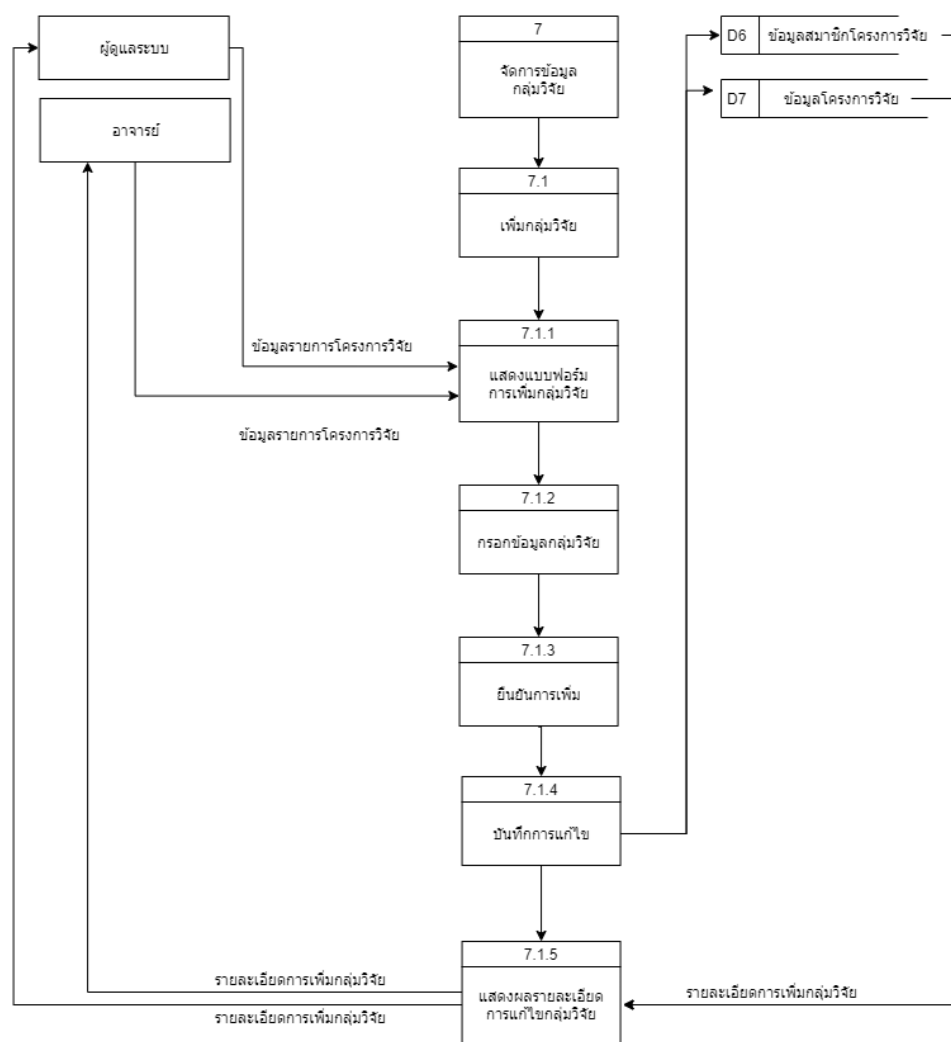 ผู้ดูแลระบบ
7
จัดการข้อมูล
กลุ่มวิจัย
D6 ข้อมูลสมาชิกโครงการวิจัย
D7 ข้อมูลโครงการวิจัย
อาจารย์
7.1
เพิ่มกลุ่มวิจัย
7.1.1
แสดงแบบฟอร์ม
การเพิ่มกลุ่มวิจัย
ข้อมูลรายการโครงการวิจัย
ข้อมูลรายการโครงการวิจัย
7.1.2
กรอกข้อมูลกลุ่มวิจัย
7.1.3
ยืนยันการเพิ่ม
7.1.4
บันทึกการแก้ไข
7.1.5
แสดงผลรายละเอียด
การแก้ไขกลุ่มวิจัย
รายละเอียดการเพิ่มกลุ่มวิจัย
รายละเอียดการเพิ่มกลุ่มวิจัย
รายละเอียดการเพิ่มกลุ่มวิจัย